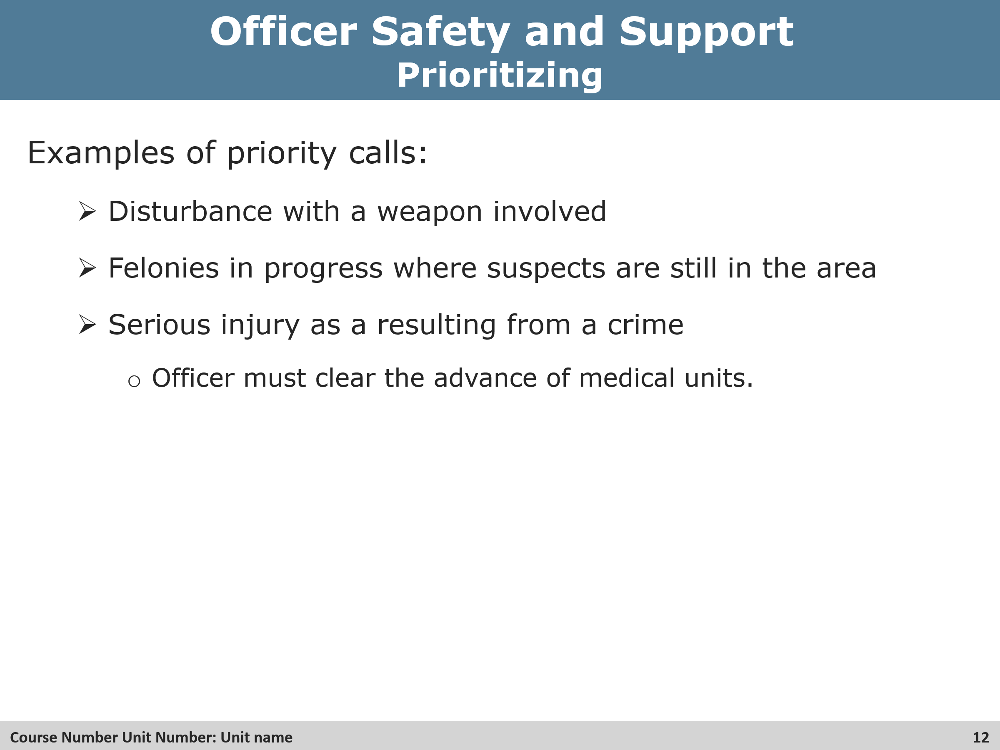 Officer Safety and Support
Prioritizing
Examples of priority calls:
➢ Disturbance with a weapon involved
➢ Felonies in progress where suspects are still in the area
➢ Serious injury as a resulting from a crime
○ Officer must clear the advance of medical units.
Course Number Unit Number: Unit name 12